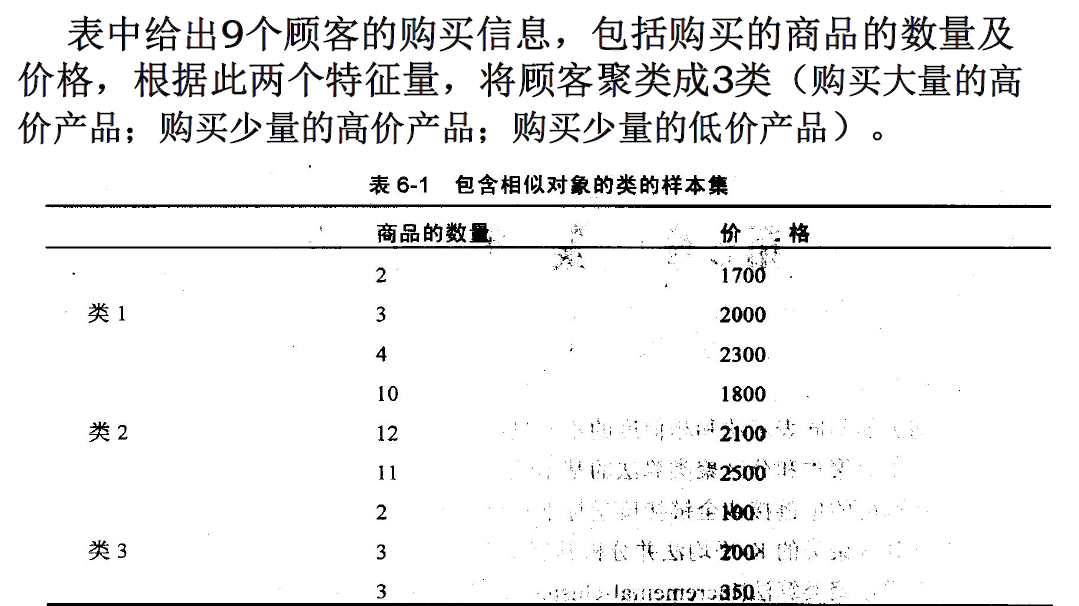 表中给出9个顾客的购买信息，包括购买的商品的数量及
价格，根据此两个特征量，将顾客聚类成3类（购买大量的高
价产品；购买少量的高价产品；购买少量的低价产品）。
表 6-1 包含相似对象的类的样本集
商品的数量 价 格
2 1700
类 1 3 2000
4 2300
10 1800
类 2 12 2100
11 2500
2 100
类 3 3 200
3 350